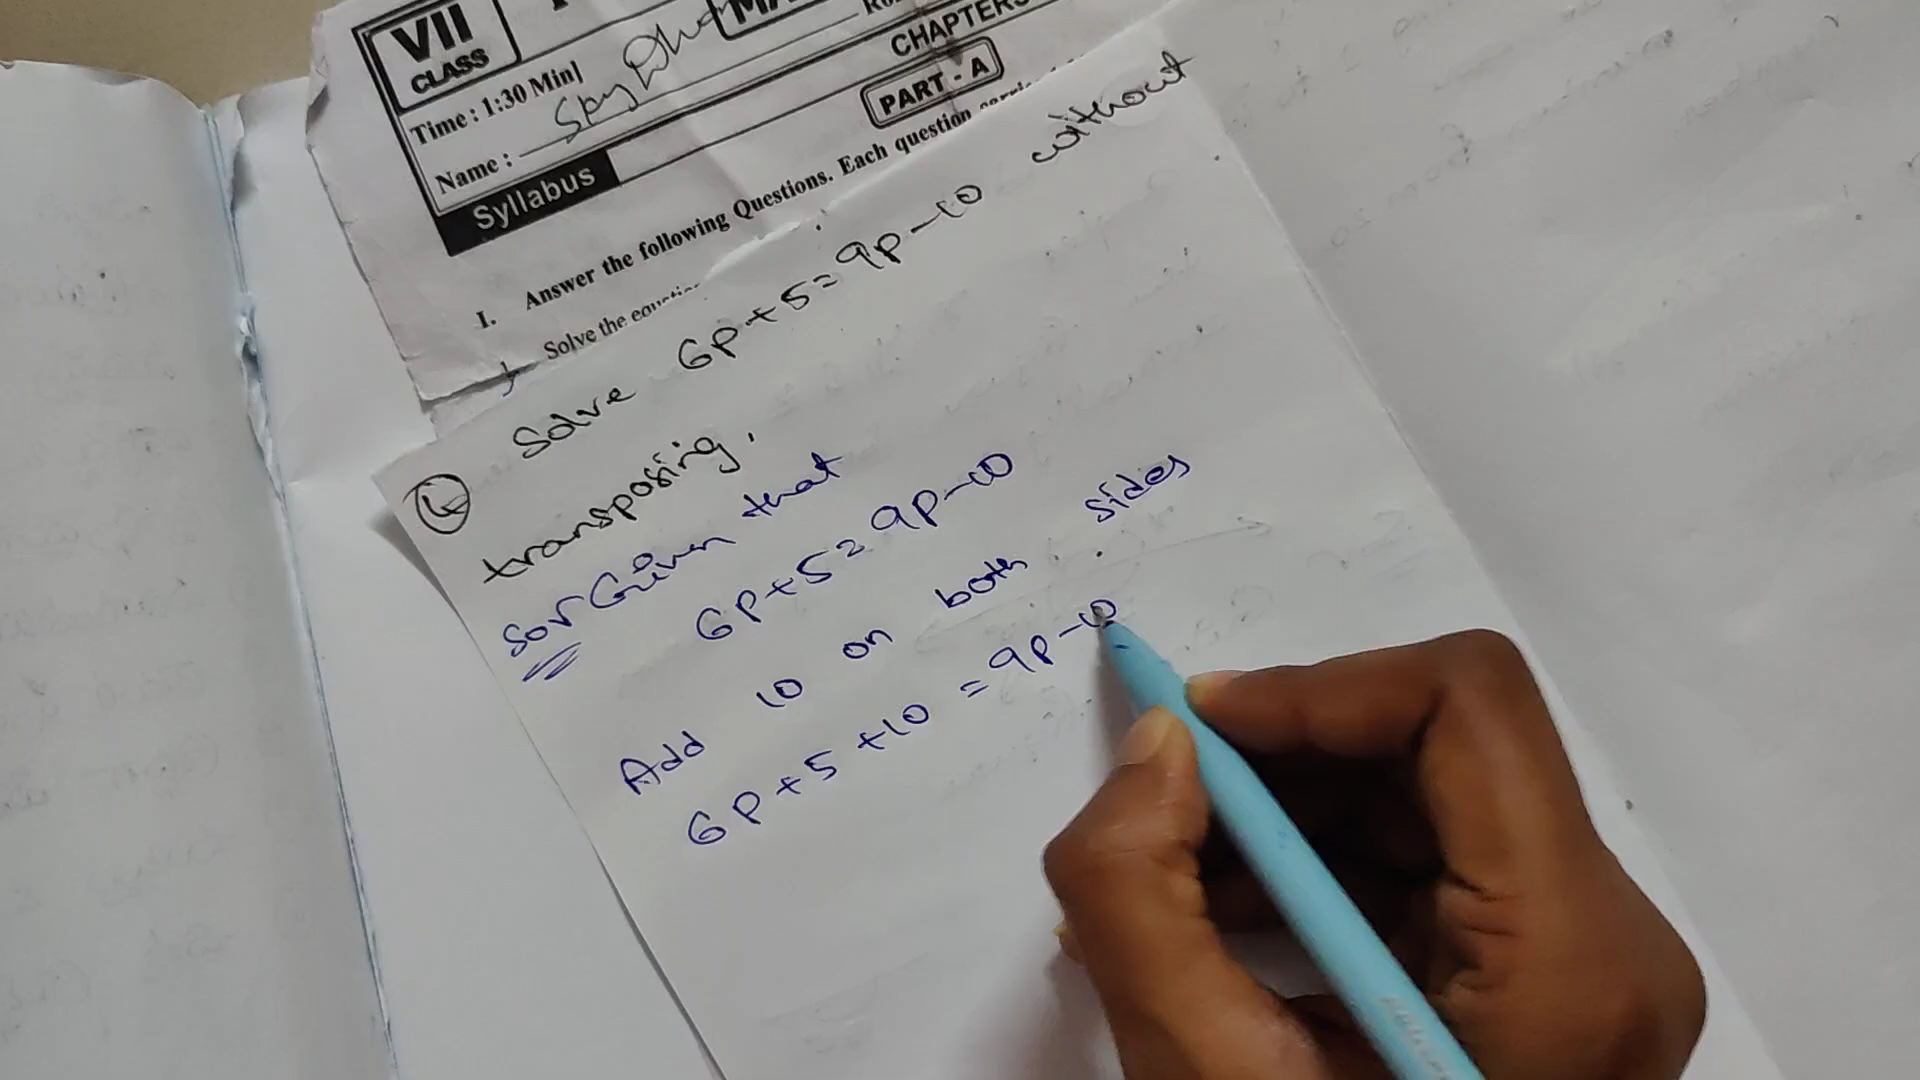 VII
CLASS
Time : 1:30 Min]
CHAPTERS
Name :
PART - A
Syllabus
I. Answer the following Questions. Each question
Solve the equation
4 Solve 6p+5=9p-10 without
transposing.
Given that
6p+5=9p-10
Add 10 on both sides
6p+5+10 = 9p-10